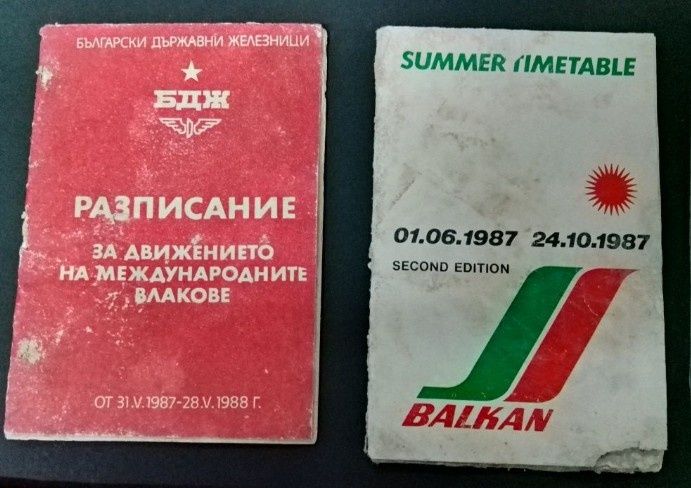 БЪЛГАРСКИ ДЪРЖАВНИ ЖЕЛЕЗНИЦИ
БДЖ
РАЗПИСАНИЕ
ЗА ДВИЖЕНИЕТО
НА МЕЖДУНАРОДНИТЕ
ВЛАКОВЕ
ОТ 31.V.1987-28.V.1988 Г.
SUMMER TIMETABLE
01.06.1987 24.10.1987
SECOND EDITION
BALKAN